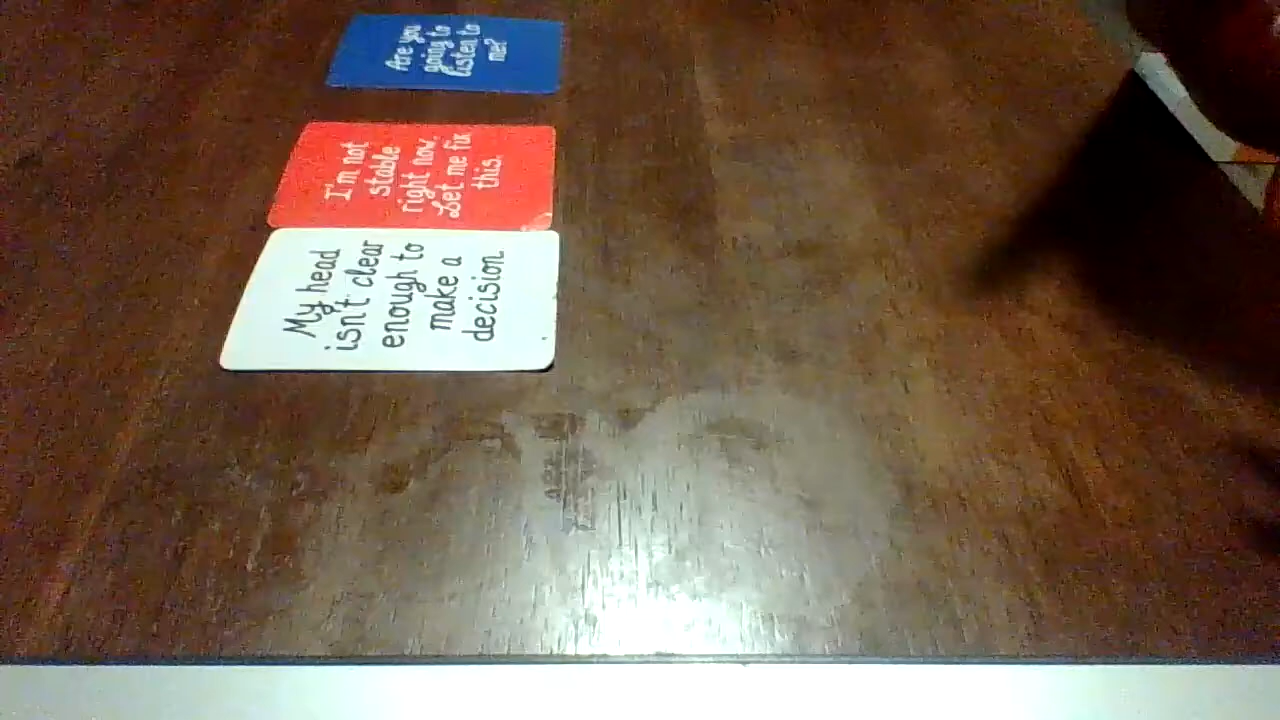 Are you
going to
listen to
me?
I'm not
stable
right now.
Let me fix
this.
My head
isn't clear
enough to
make a
decision